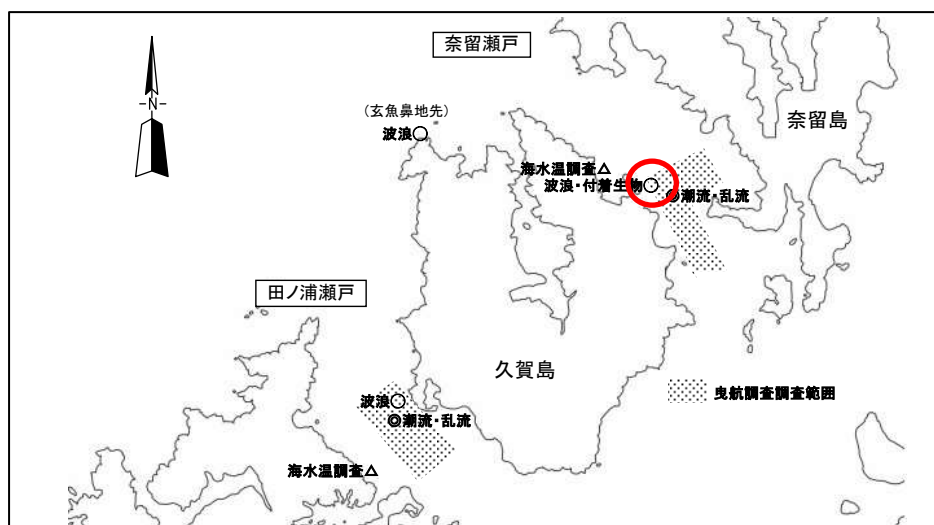 奈留瀬戸
N
(玄魚鼻地先)
波浪○
奈留島
海水温調査△
波浪・付着生物○
◎潮流・乱流
田ノ浦瀬戸
久賀島
曳航調査調査範囲
波浪○
◎潮流・乱流
海水温調査△